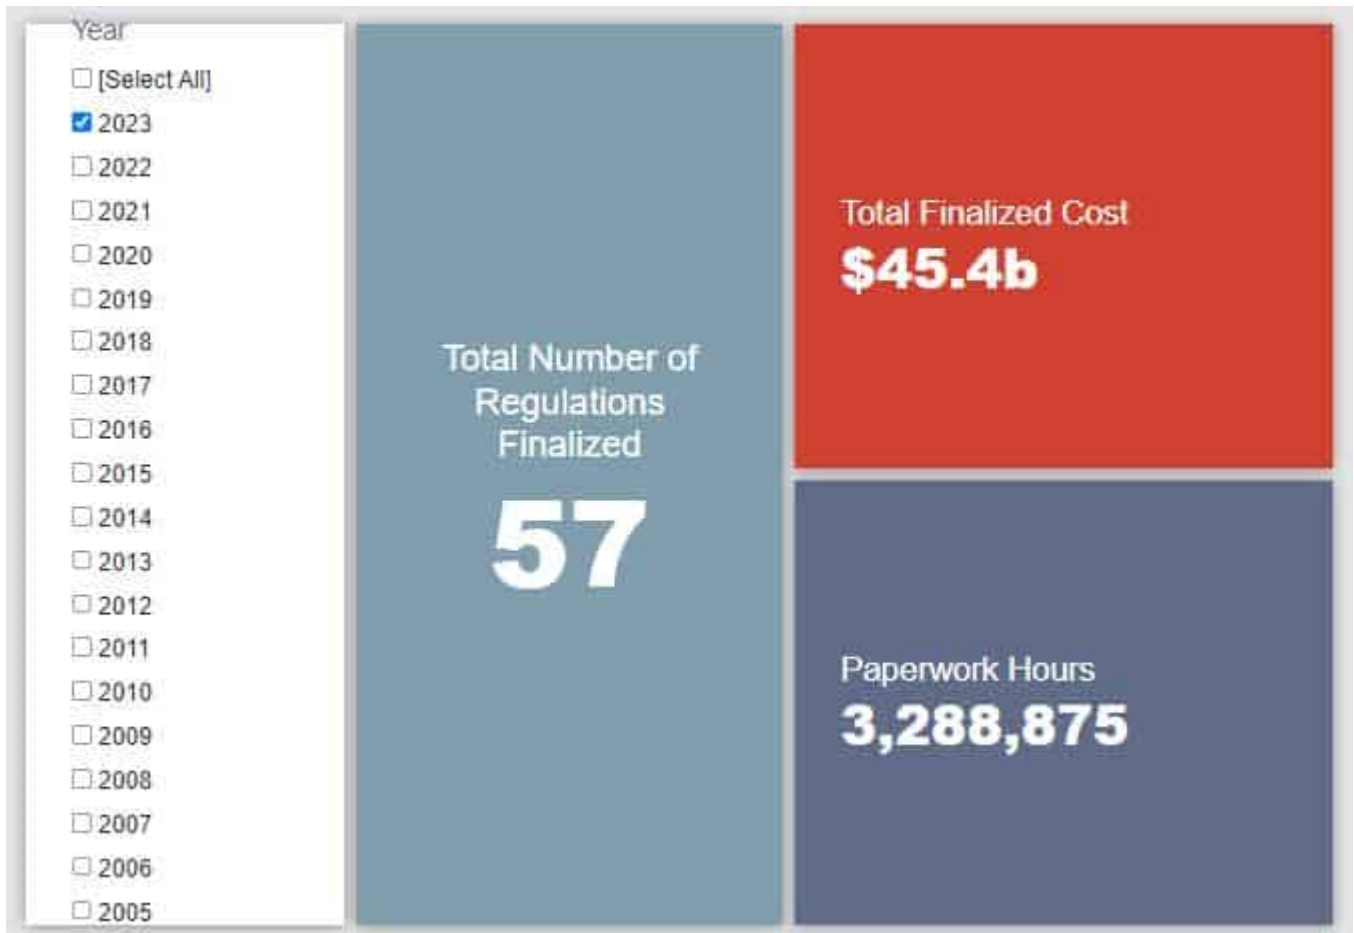 Year
[Select All]
2023
2022
2021
2020
2019
2018
2017
2016
2015
2014
2013
2012
2011
2010
2009
2008
2007
2006
2005
Total Number of
Regulations
Finalized
57
Total Finalized Cost
$45.4b
Paperwork Hours
3,288,875